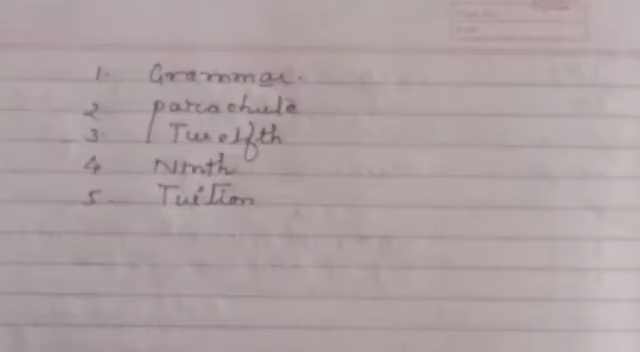 1. Grammar.
2 parachute
3 Twelfth
4 Ninth
5. Tuition